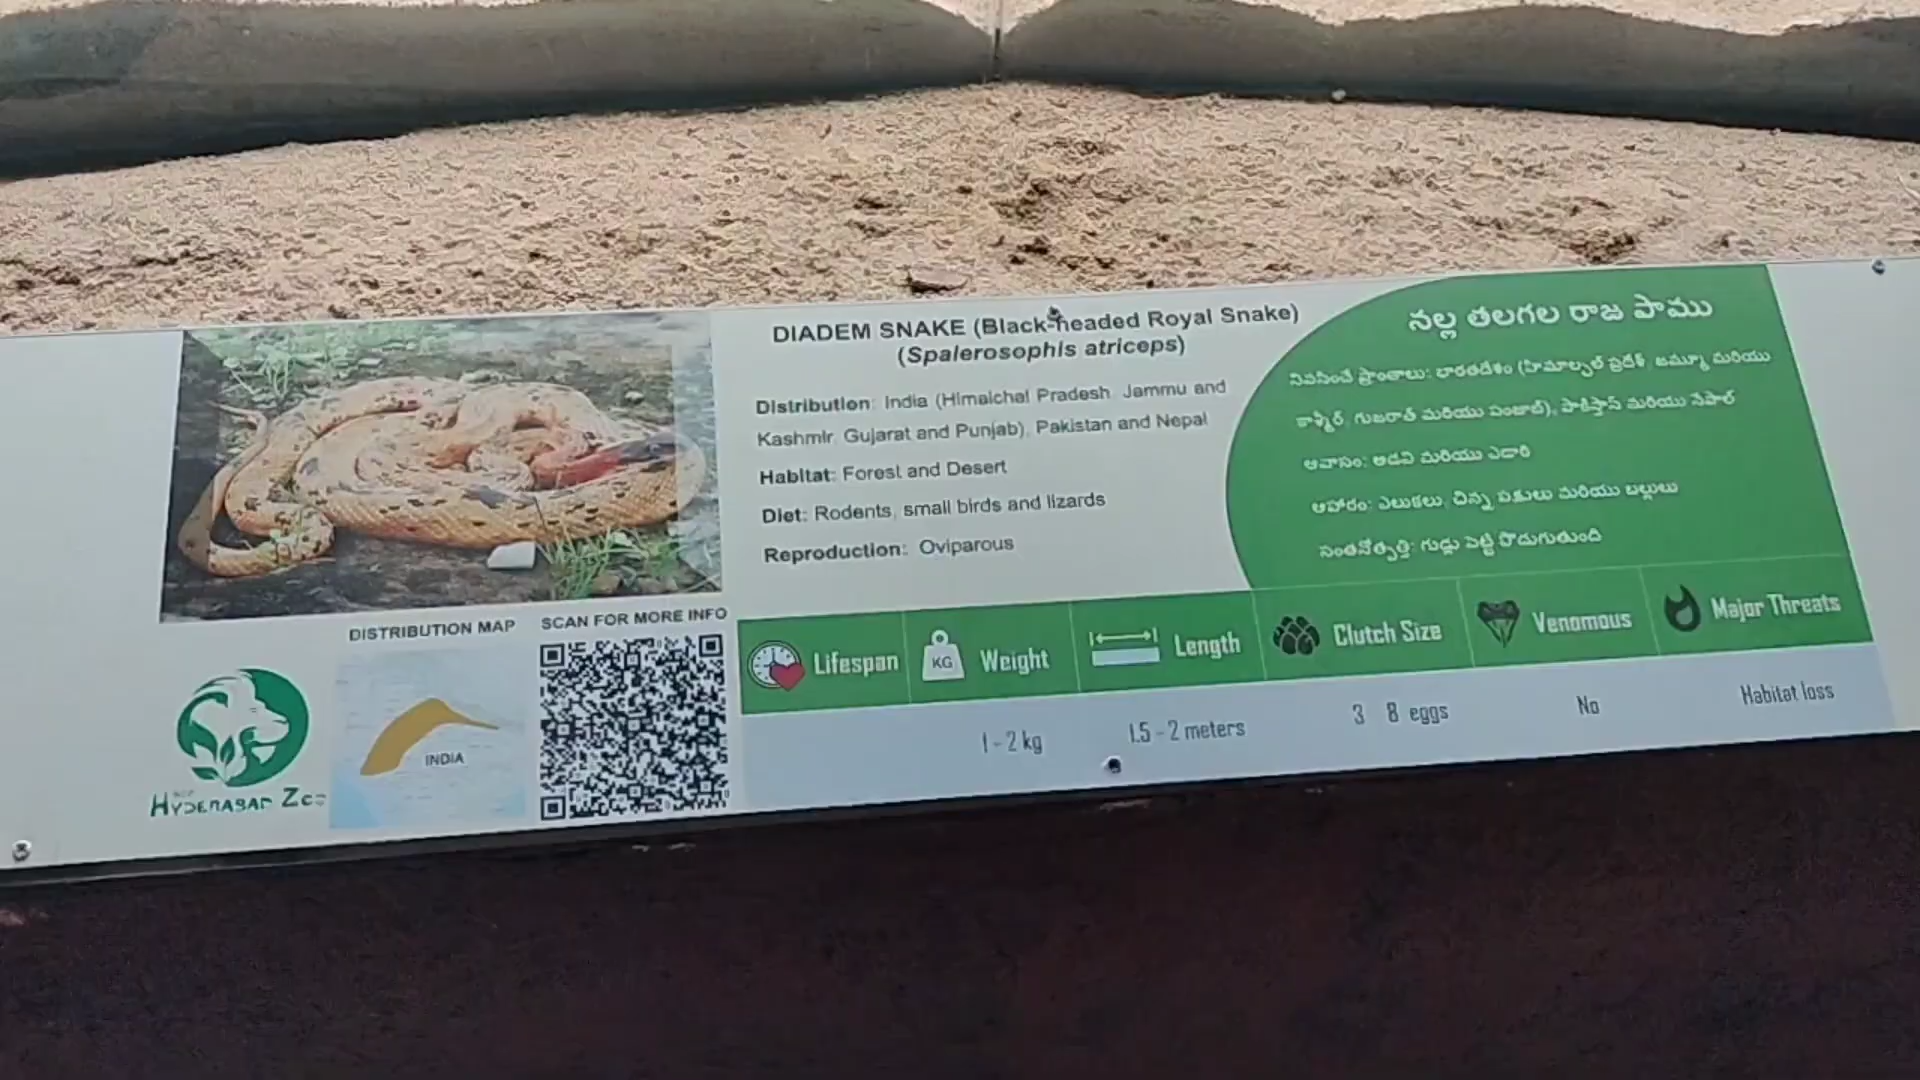 DIADEM SNAKE (Black-headed Royal Snake)
(Spalerosophis atriceps)
Distribution: India (Himalchal Pradesh, Jammu and
Kashmir, Gujarat and Punjab), Pakistan and Nepal
Habitat: Forest and Desert
Diet: Rodents, small birds and lizards
Reproduction: Oviparous
నల్ల తలగల రాజ పాము
నివసించే ప్రాంతాలు: భారతదేశం (హిమాల్చల్ ప్రదేశ్, జమ్మూ మరియు
కాశ్మీర్, గుజరాత్ మరియు పంజాబ్), పాకిస్తాన్ మరియు నేపాల్
ఆవాసం: అడవి మరియు ఎడారి
ఆహారం: ఎలుకలు, చిన్న పక్షులు మరియు బల్లులు
సంతానోత్పత్తి: గుడ్లు పెట్టి పొదుగుతుంది
DISTRIBUTION MAP
SCAN FOR MORE INFO
INDIA
HYDERABAD ZOO
KG
Lifespan Weight Length Clutch Size Venomous Major Threats
1 - 2 kg 1.5 - 2 meters 3 8 eggs No Habitat loss